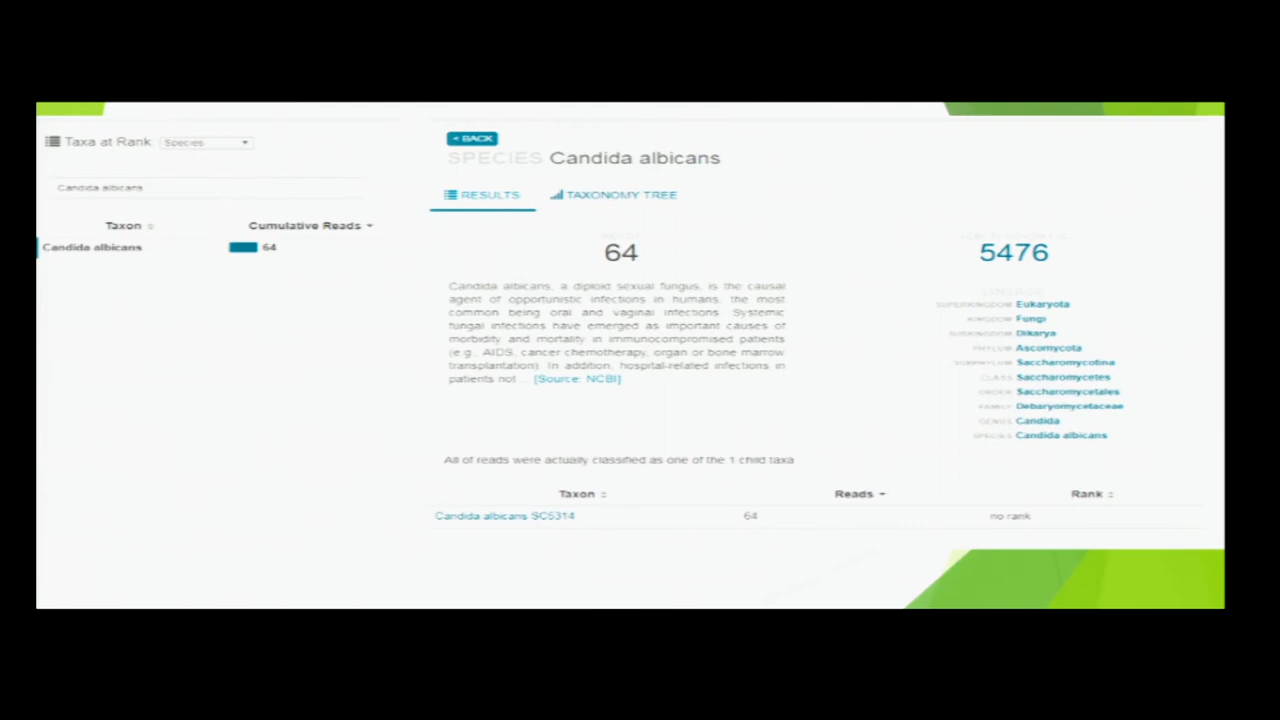 Taxa at Rank: Species
Candida albicans
Taxon
Cumulative Reads
Candida albicans 64
< BACK
SPECIES Candida albicans
RESULTS
TAXONOMY TREE
64
Candida albicans, a diploid sexual fungus, is the causal
agent of opportunistic infections in humans, the most
common being oral and vaginal infections. Systemic
fungal infections have emerged as important causes of
morbidity and mortality in immunocompromised patients
(e.g., AIDS, cancer chemotherapy, organ or bone marrow
transplantation). In addition, hospital-related infections in
patients not ... [Source: NCBI]
5476
LINEAGE
SUPERKINGDOM Eukaryota
KINGDOM Fungi
SUBKINGDOM Dikarya
PHYLUM Ascomycota
SUBPHYLUM Saccharomycotina
CLASS Saccharomycetes
ORDER Saccharomycetales
FAMILY Debaryomycetaceae
GENUS Candida
SPECIES Candida albicans
All of reads were actually classified as one of the 1 child taxa
Taxon Reads Rank
Candida albicans SC5314 64 no rank